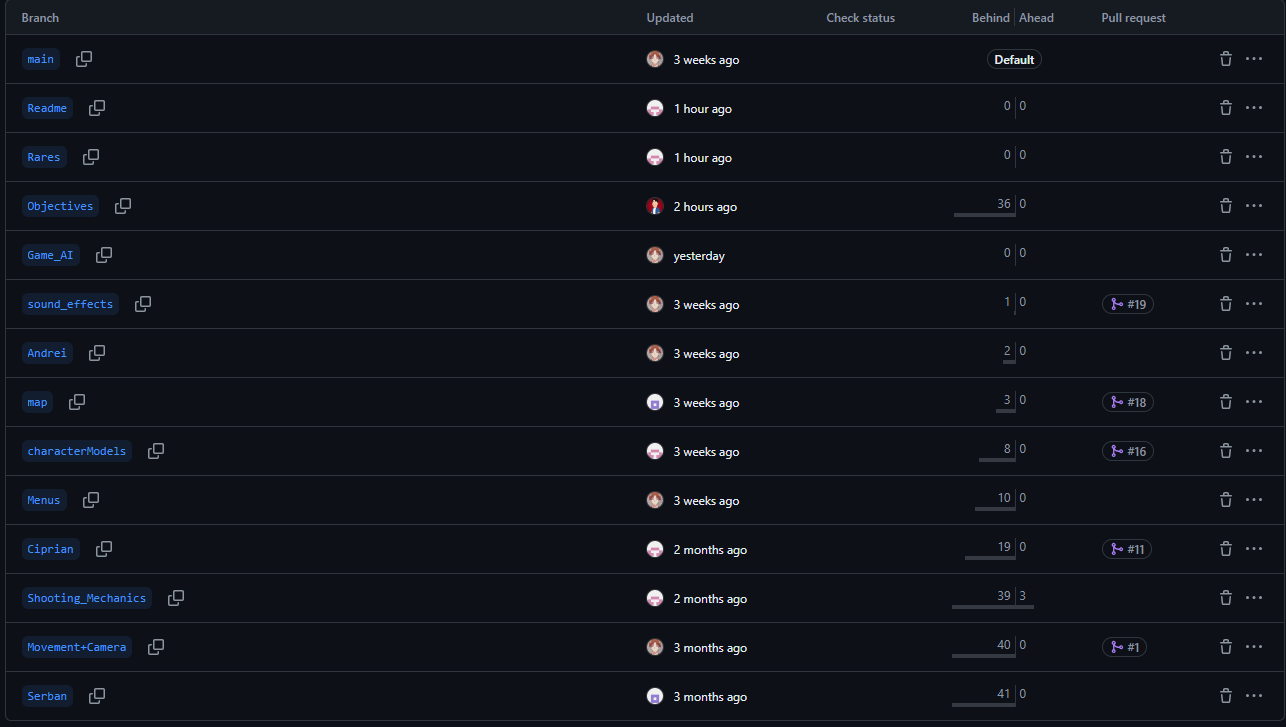 Branch Updated Check status Behind Ahead Pull request
main 3 weeks ago Default
Readme 1 hour ago 0 0
Rares 1 hour ago 0 0
Objectives 2 hours ago 36 0
Game_AI yesterday 0 0
sound_effects 3 weeks ago 1 0 #19
Andrei 3 weeks ago 2 0
map 3 weeks ago 3 0 #18
characterModels 3 weeks ago 8 0 #16
Menus 3 weeks ago 10 0
Ciprian 2 months ago 19 0 #11
Shooting_Mechanics 2 months ago 39 3
Movement+Camera 3 months ago 40 0 #1
Serban 3 months ago 41 0